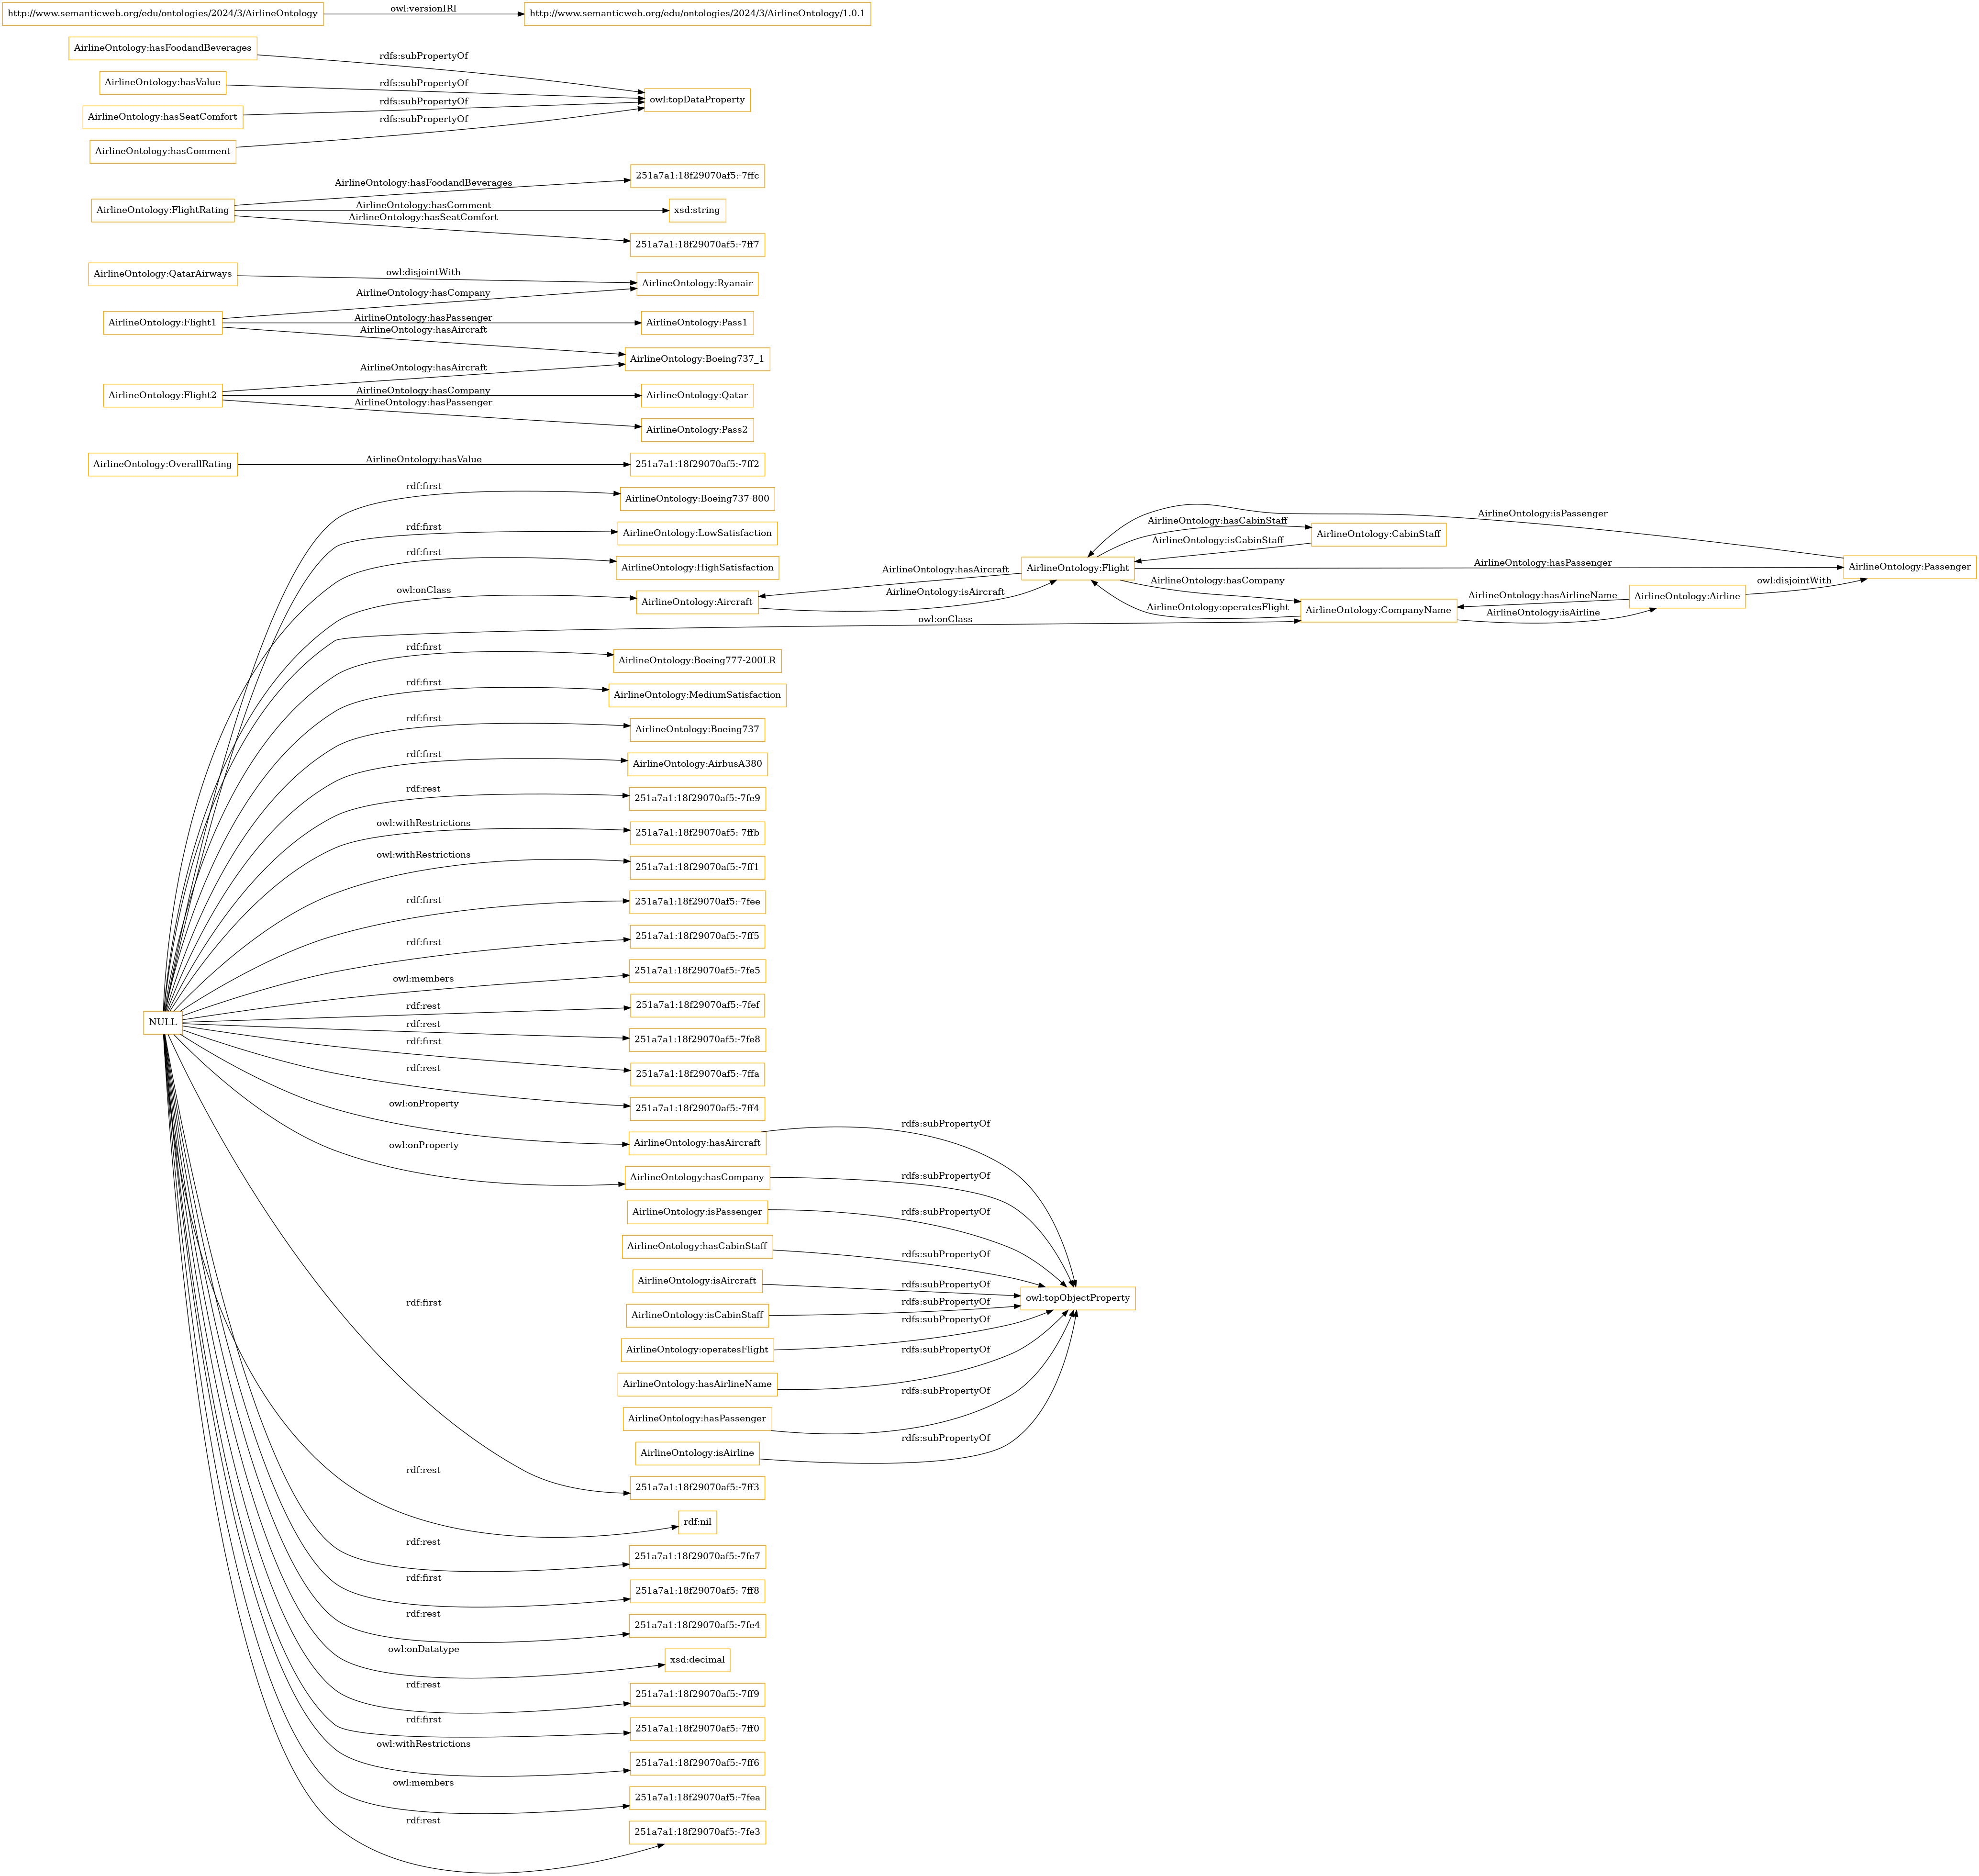 http://www.semanticweb.org/edu/ontologies/2024/3/AirlineOntology
owl:versionIRI
http://www.semanticweb.org/edu/ontologies/2024/3/AirlineOntology/1.0.1
AirlineOntology:hasFoodandBeverages
rdfs:subPropertyOf
AirlineOntology:hasValue
rdfs:subPropertyOf
owl:topDataProperty
AirlineOntology:hasSeatComfort
rdfs:subPropertyOf
AirlineOntology:hasComment
rdfs:subPropertyOf
AirlineOntology:FlightRating
AirlineOntology:hasFoodandBeverages
251a7a1:18f29070af5:-7ffc
AirlineOntology:hasComment
xsd:string
AirlineOntology:hasSeatComfort
251a7a1:18f29070af5:-7ff7
AirlineOntology:QatarAirways
owl:disjointWith
AirlineOntology:Ryanair
AirlineOntology:Flight1
AirlineOntology:hasCompany
AirlineOntology:hasPassenger
AirlineOntology:Pass1
AirlineOntology:hasAircraft
AirlineOntology:Boeing737_1
AirlineOntology:Flight2
AirlineOntology:hasAircraft
AirlineOntology:hasCompany
AirlineOntology:Qatar
AirlineOntology:hasPassenger
AirlineOntology:Pass2
AirlineOntology:OverallRating
AirlineOntology:hasValue
251a7a1:18f29070af5:-7ff2
rdf:first
AirlineOntology:Boeing737-800
rdf:first
AirlineOntology:LowSatisfaction
rdf:first
AirlineOntology:HighSatisfaction
owl:onClass
AirlineOntology:Aircraft
AirlineOntology:hasAircraft
AirlineOntology:isAircraft
AirlineOntology:Flight
AirlineOntology:hasCabinStaff
AirlineOntology:isCabinStaff
AirlineOntology:CabinStaff
AirlineOntology:isPassenger
AirlineOntology:hasPassenger
AirlineOntology:Passenger
AirlineOntology:hasCompany
AirlineOntology:operatesFlight
AirlineOntology:CompanyName
AirlineOntology:hasAirlineName
AirlineOntology:isAirline
AirlineOntology:Airline
owl:disjointWith
owl:onClass
rdf:first
AirlineOntology:Boeing777-200LR
rdf:first
AirlineOntology:MediumSatisfaction
rdf:first
AirlineOntology:Boeing737
rdf:first
AirlineOntology:AirbusA380
rdf:rest
251a7a1:18f29070af5:-7fe9
owl:withRestrictions
251a7a1:18f29070af5:-7ffb
owl:withRestrictions
251a7a1:18f29070af5:-7ff1
rdf:first
251a7a1:18f29070af5:-7fee
rdf:first
251a7a1:18f29070af5:-7ff5
owl:members
251a7a1:18f29070af5:-7fe5
rdf:rest
251a7a1:18f29070af5:-7fef
NULL
rdf:rest
251a7a1:18f29070af5:-7fe8
rdf:first
251a7a1:18f29070af5:-7ffa
rdf:rest
251a7a1:18f29070af5:-7ff4
owl:onProperty
AirlineOntology:hasAircraft
rdfs:subPropertyOf
owl:onProperty
AirlineOntology:hasCompany
rdfs:subPropertyOf
AirlineOntology:isPassenger
rdfs:subPropertyOf
AirlineOntology:hasCabinStaff
rdfs:subPropertyOf
AirlineOntology:isAircraft
rdfs:subPropertyOf
owl:topObjectProperty
AirlineOntology:isCabinStaff
rdfs:subPropertyOf
AirlineOntology:operatesFlight
rdfs:subPropertyOf
AirlineOntology:hasAirlineName
rdfs:subPropertyOf
AirlineOntology:hasPassenger
rdfs:subPropertyOf
AirlineOntology:isAirline
rdfs:subPropertyOf
rdf:first
251a7a1:18f29070af5:-7ff3
rdf:rest
rdf:nil
rdf:rest
251a7a1:18f29070af5:-7fe7
rdf:first
251a7a1:18f29070af5:-7ff8
rdf:rest
251a7a1:18f29070af5:-7fe4
owl:onDatatype
xsd:decimal
rdf:rest
251a7a1:18f29070af5:-7ff9
rdf:first
251a7a1:18f29070af5:-7ff0
owl:withRestrictions
251a7a1:18f29070af5:-7ff6
owl:members
251a7a1:18f29070af5:-7fea
rdf:rest
251a7a1:18f29070af5:-7fe3